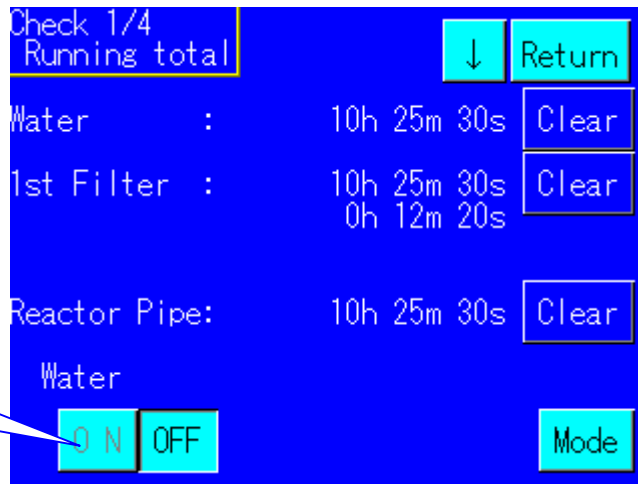 Check 1/4
Running total
↓ Return
Water : 10h 25m 30s Clear
1st Filter : 10h 25m 30s Clear
0h 12m 20s
Reactor Pipe: 10h 25m 30s Clear
Water
O N OFF Mode